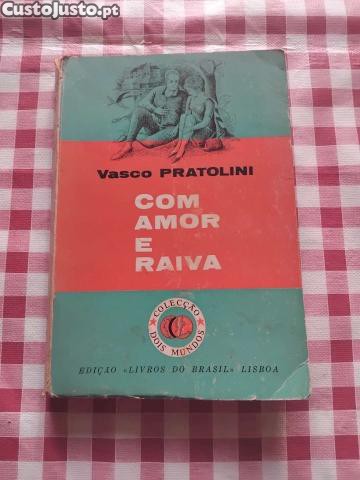 CustoJusto.pt
Vasco PRATOLINI
COM
AMOR
E
RAIVA
COLECÇÃO
DOIS MUNDOS
EDIÇÃO «LIVROS DO BRASIL» LISBOA